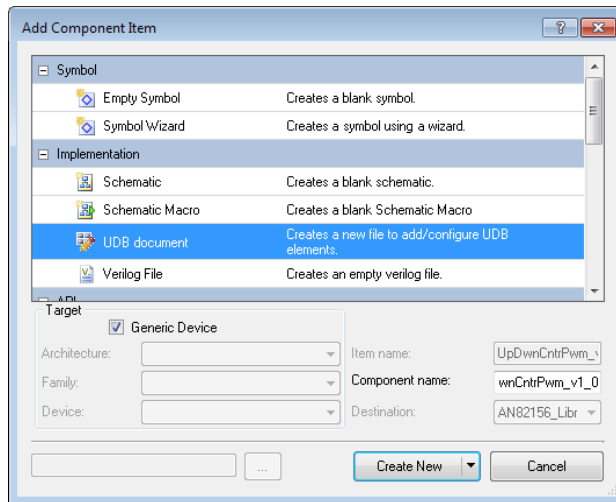 Add Component Item
?
Symbol
Empty Symbol Creates a blank symbol.
Symbol Wizard Creates a symbol using a wizard.
Implementation
Schematic Creates a blank schematic.
Schematic Macro Creates a blank Schematic Macro
UDB document Creates a new file to add/configure UDB
elements.
Verilog File Creates an empty verilog file.
API
Target
Generic Device
Architecture: Item name: UpDwnCntrPwm_v
Family: Component name: wnCntrPwm_v1_0
Device: Destination: AN82156_Libr
... Create New Cancel